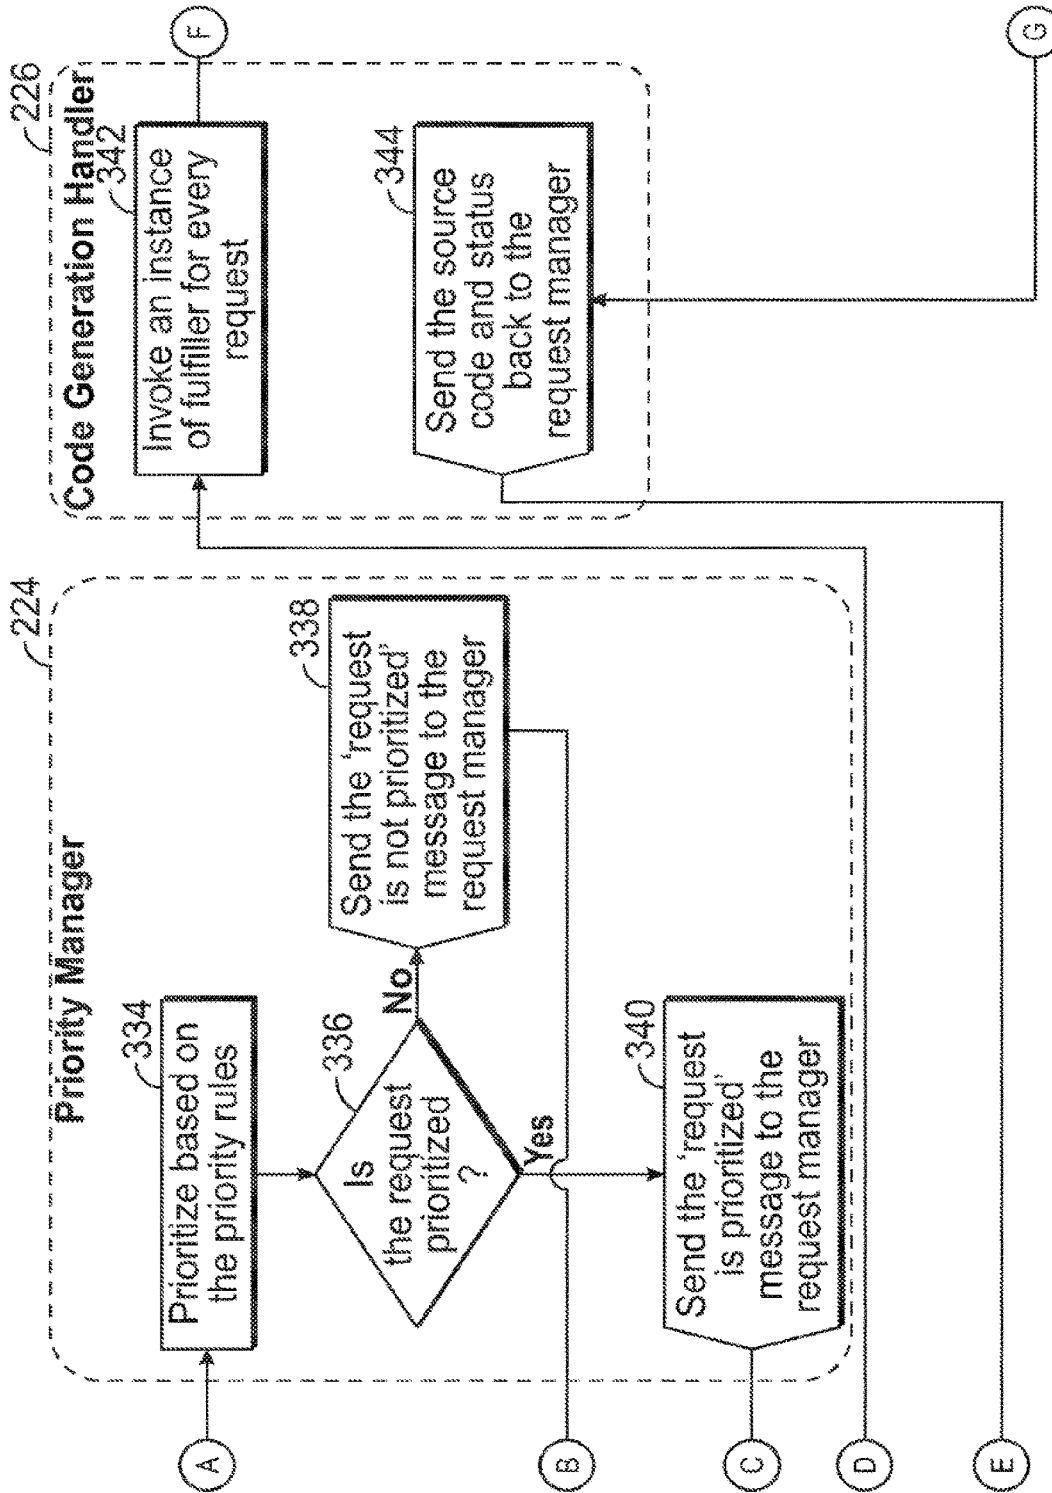 224
Priority Manager
334
Prioritize based on
the priority rules
336
Is
the request
prioritized
?
No
Yes
338
Send the ‘request
is not prioritized”
message to the
request manager
340
Send the ‘request
is prioritized’
message to the
request manager
226
Code Generation Handler
342
Invoke an instance
of fulfiller for every
request
344
Send the source
code and status
back to the
request manager
A
B
C
D
E
F
G